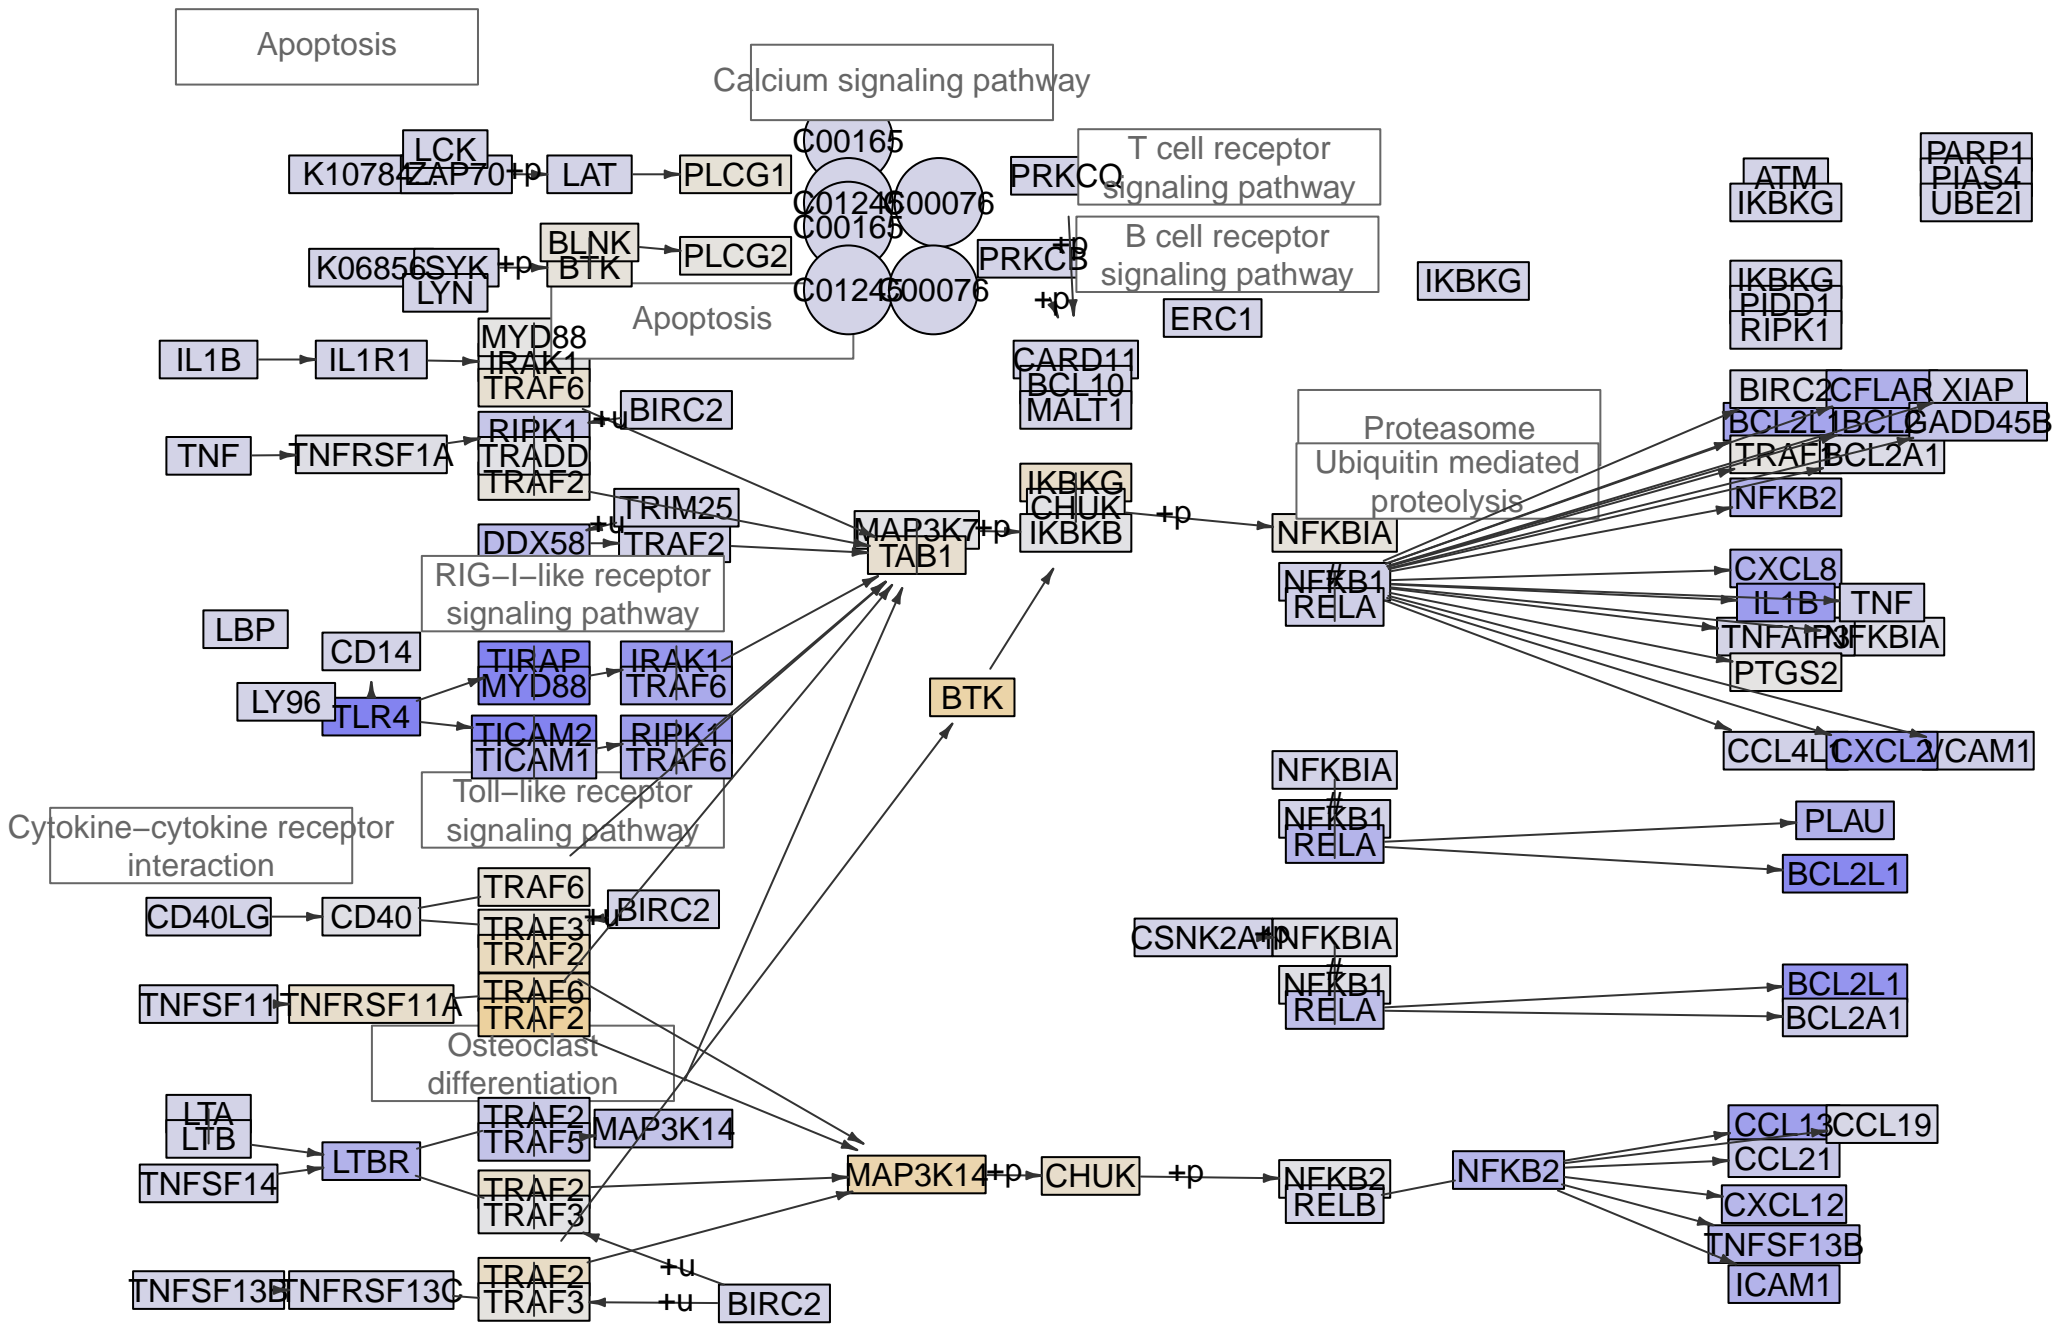 Apoptosis
Calcium signaling pathway
LCK
K10784
ZAP70
+p
LAT
PLCG1
C00165
C01245
C00076
C00165
C01245
C00076
PRKCQ
T cell receptor
signaling pathway
B cell receptor
signaling pathway
PRKCB
+p
+p
ATM
IKBKG
PARP1
PIAS4
UBE2I
K06856
SYK
LYN
+p
BLNK
BTK
PLCG2
Apoptosis
ERC1
IKBKG
IKBKG
PIDD1
RIPK1
IL1B
IL1R1
MYD88
IRAK1
TRAF6
CARD11
BCL10
MALT1
TNF
TNFRSF1A
RIPK1
TRADD
TRAF2
+u
BIRC2
Proteasome
Ubiquitin mediated
proteolysis
BIRC2
CFLAR
XIAP
BCL2L1
BCL2
GADD45B
TRAF1
BCL2A1
NFKB2
TRIM25
+u
DDX58
TRAF2
MAP3K7
TAB1
+p
IKBKG
CHUK
IKBKB
+p
NFKBIA
NFKB1
RELA
RIG−I−like receptor
signaling pathway
CXCL8
IL1B
TNF
TNFAIP3
NFKBIA
PTGS2
LBP
CD14
LY96
TLR4
TIRAP
MYD88
IRAK1
TRAF6
TICAM2
TICAM1
RIPK1
TRAF6
BTK
CCL4L1
CXCL2
VCAM1
Toll−like receptor
signaling pathway
Cytokine−cytokine receptor
interaction
NFKBIA
NFKB1
RELA
PLAU
BCL2L1
CD40LG
CD40
TRAF6
TRAF3
TRAF2
+u
BIRC2
CSNK2A1
+p
NFKBIA
NFKB1
RELA
BCL2L1
BCL2A1
TNFSF11
TNFRSF11A
TRAF6
TRAF2
Osteoclast
differentiation
LTA
LTB
TNFSF14
LTBR
TRAF2
TRAF5
MAP3K14
TRAF2
TRAF3
MAP3K14
+p
CHUK
+p
NFKB2
RELB
NFKB2
CCL13
CCL19
CCL21
CXCL12
TNFSF13B
ICAM1
TNFSF13B
TNFRSF13C
TRAF2
TRAF3
+u
+u
BIRC2